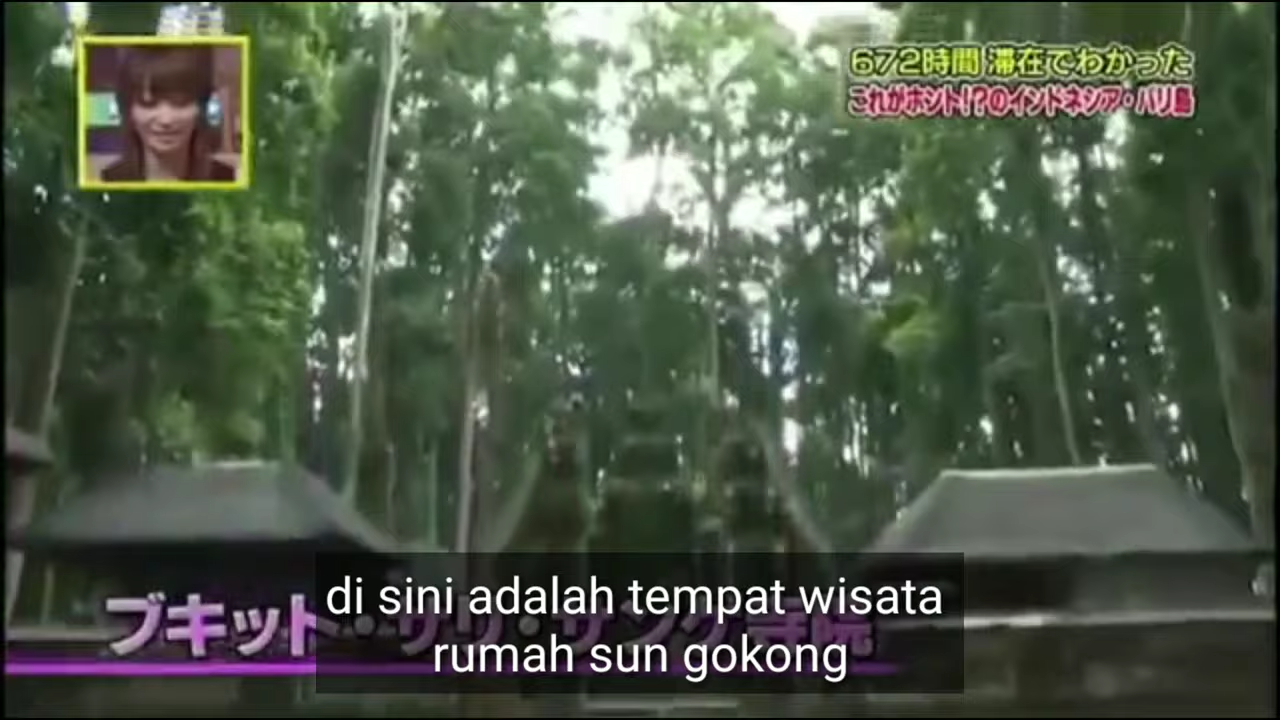 672時間 滞在でわかった
これがホント!?のインドネシア・バリ島
ブキット・サリ・サンゲ寺院
di sini adalah tempat wisata
rumah sun gokong